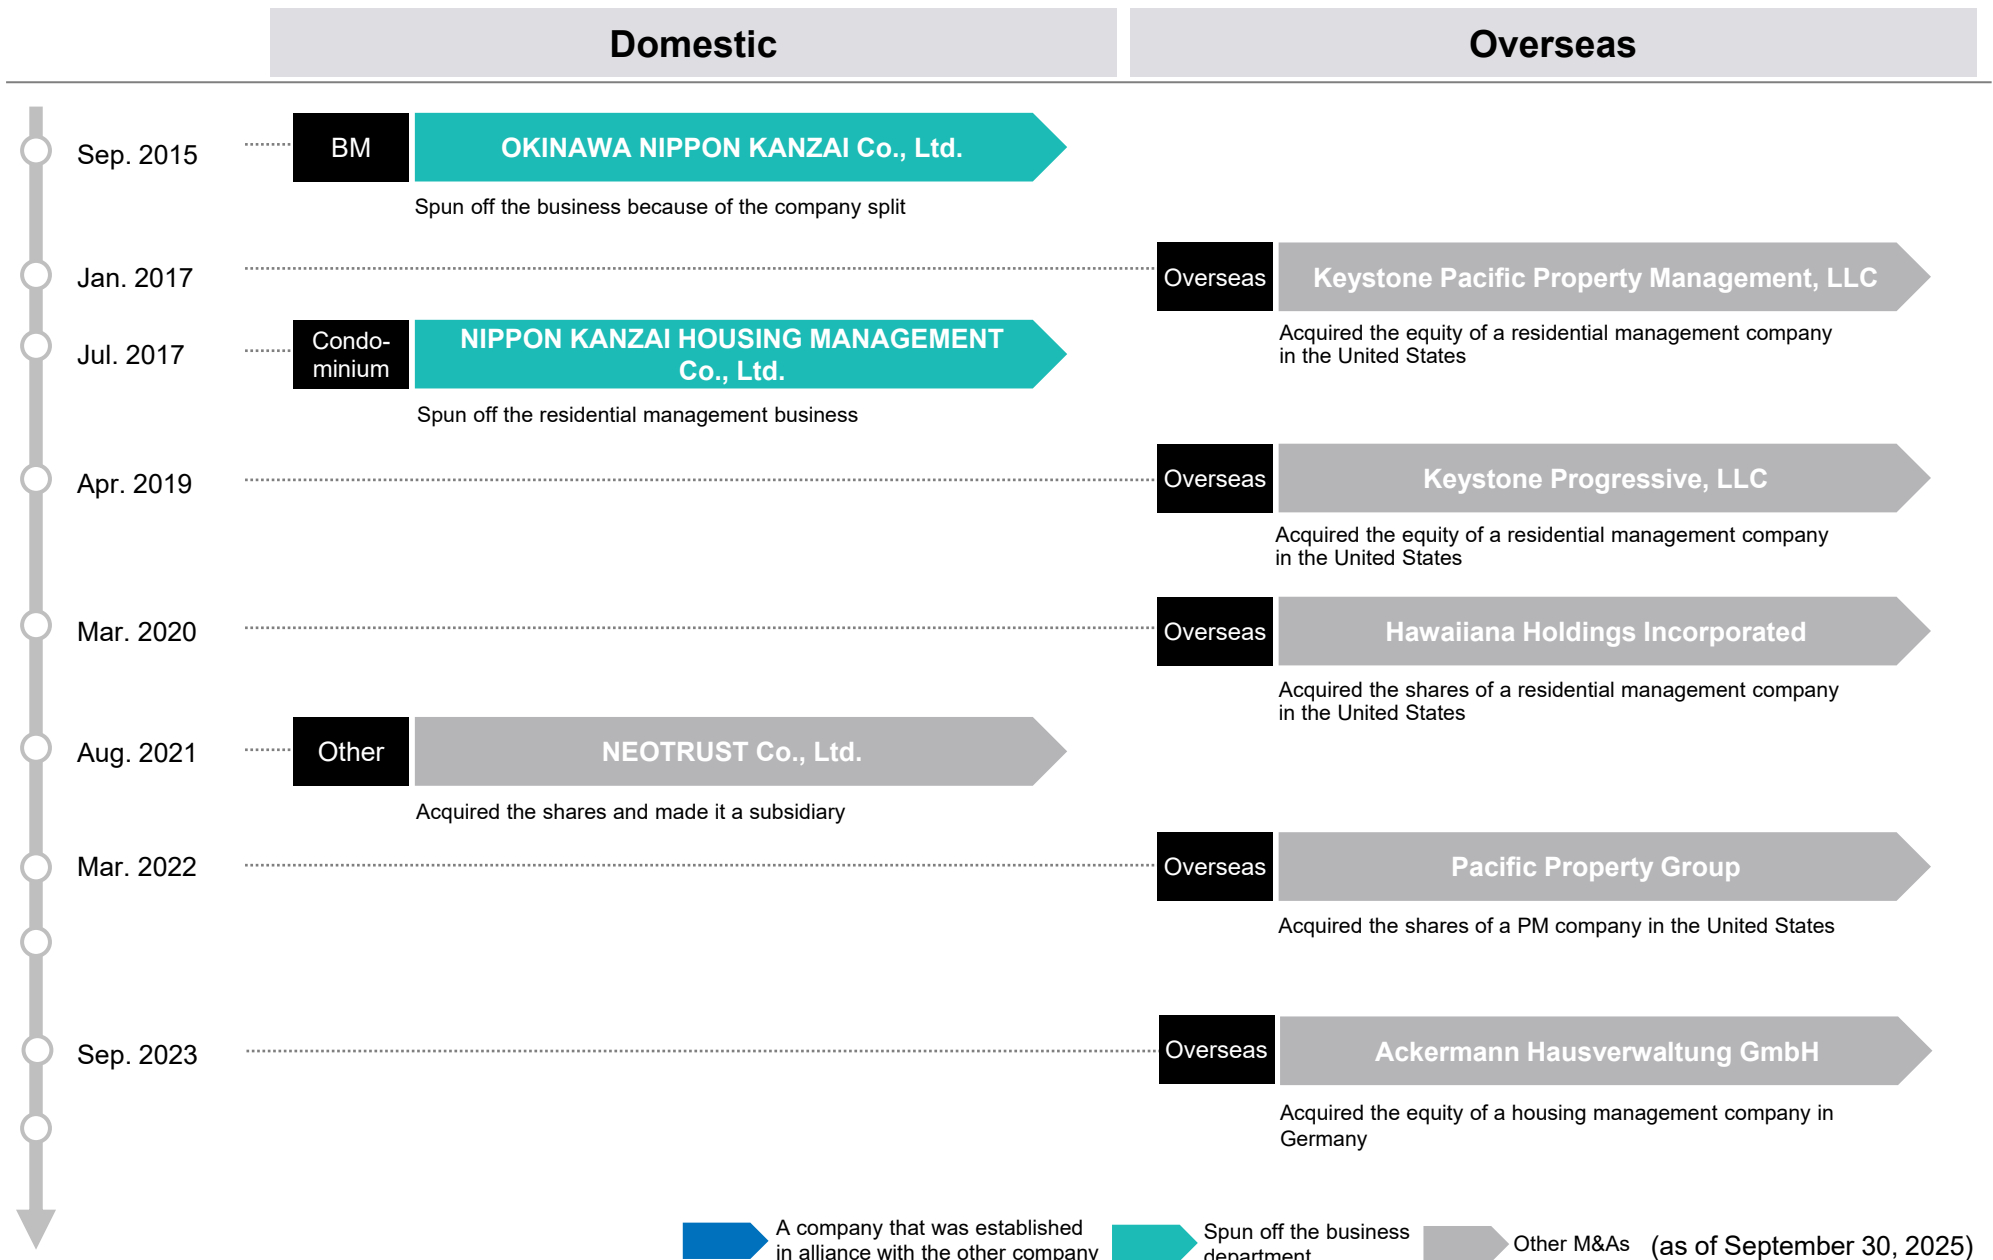 Domestic
Overseas
Sep. 2015
BM
OKINAWA NIPPON KANZAI Co., Ltd.
Spun off the business because of the company split
Jan. 2017
Overseas
Keystone Pacific Property Management, LLC
Acquired the equity of a residential management company
in the United States
Jul. 2017
Condo-
minium
NIPPON KANZAI HOUSING MANAGEMENT
Co., Ltd.
Spun off the residential management business
Apr. 2019
Overseas
Keystone Progressive, LLC
Acquired the equity of a residential management company
in the United States
Mar. 2020
Overseas
Hawaiiana Holdings Incorporated
Acquired the shares of a residential management company
in the United States
Aug. 2021
Other
NEOTRUST Co., Ltd.
Acquired the shares and made it a subsidiary
Mar. 2022
Overseas
Pacific Property Group
Acquired the shares of a PM company in the United States
Sep. 2023
Overseas
Ackermann Hausverwaltung GmbH
Acquired the equity of a housing management company in
Germany
A company that was established
in alliance with the other company
Spun off the business
department
Other M&As
(as of September 30, 2025)